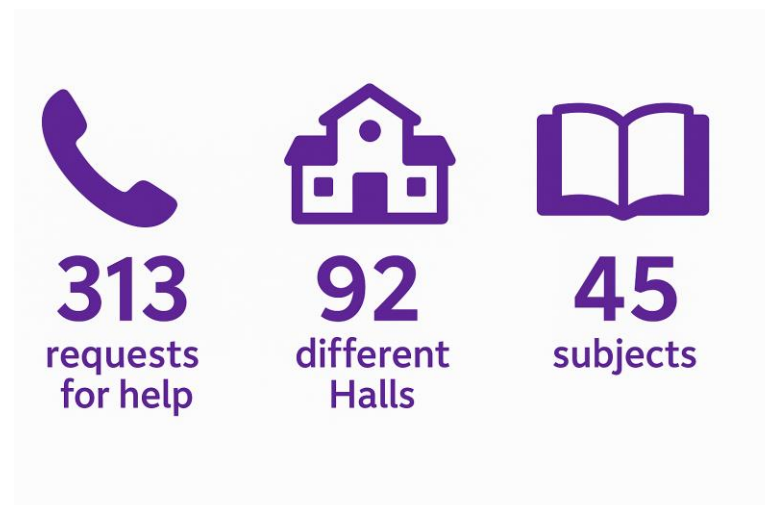 313
requests
for help
92
different
Halls
45
subjects